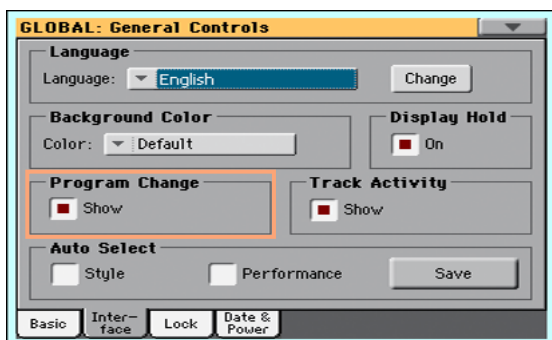 GLOBAL: General Controls
Language
Language: English Change
Background Color
Color: Default
Display Hold
On
Program Change
Show
Track Activity
Show
Auto Select
Style Performance Save
Basic Inter-face Lock Date & Power